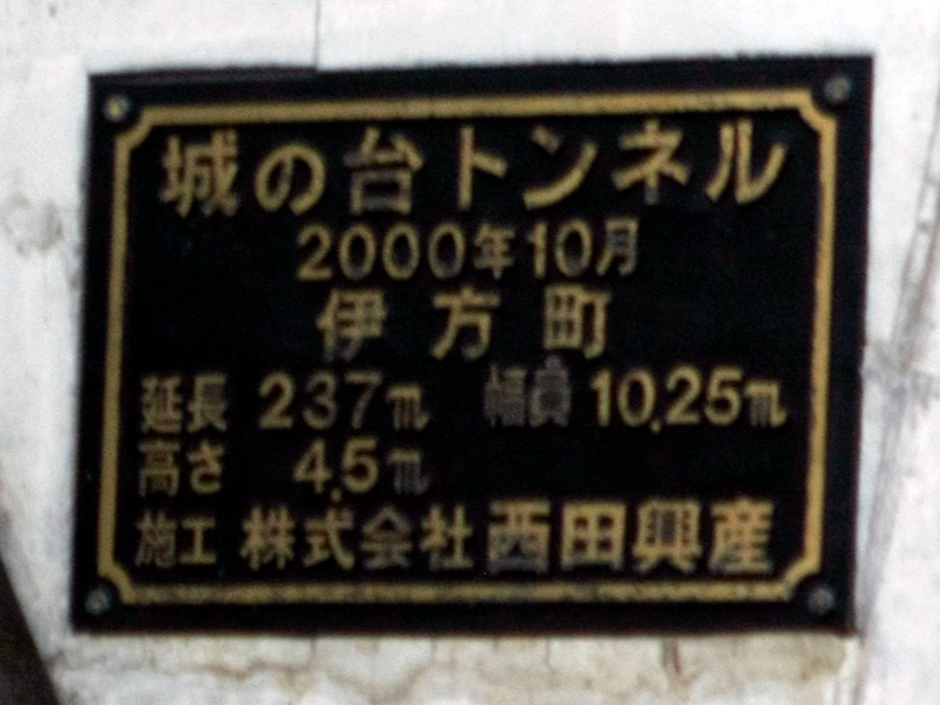 城の台トンネル
2000年10月
伊方町
延長 237m 幅員 10.25m
高さ 4.5m
施工 株式会社西田興産